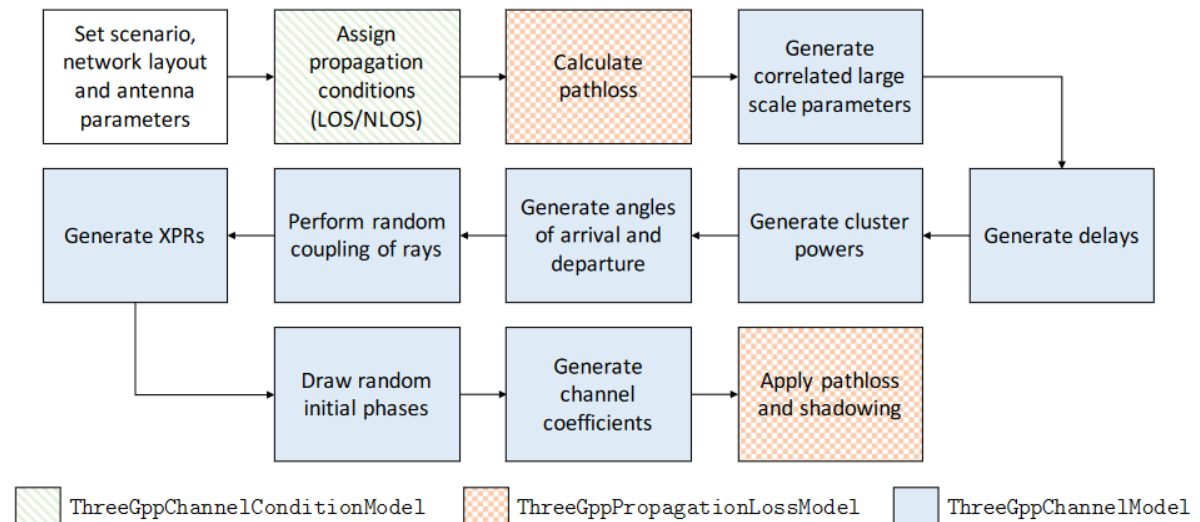 Set scenario,
network layout
and antenna
parameters
Assign
propagation
conditions
(LOS/NLOS)
Calculate
pathloss
Generate
correlated large
scale parameters
Generate XPRs
Perform random
coupling of rays
Generate angles
of arrival and
departure
Generate cluster
powers
Generate delays
Draw random
initial phases
Generate
channel
coefficients
Apply pathloss
and shadowing
ThreeGppChannelConditionModel
ThreeGppPropagationLossModel
ThreeGppChannelModel